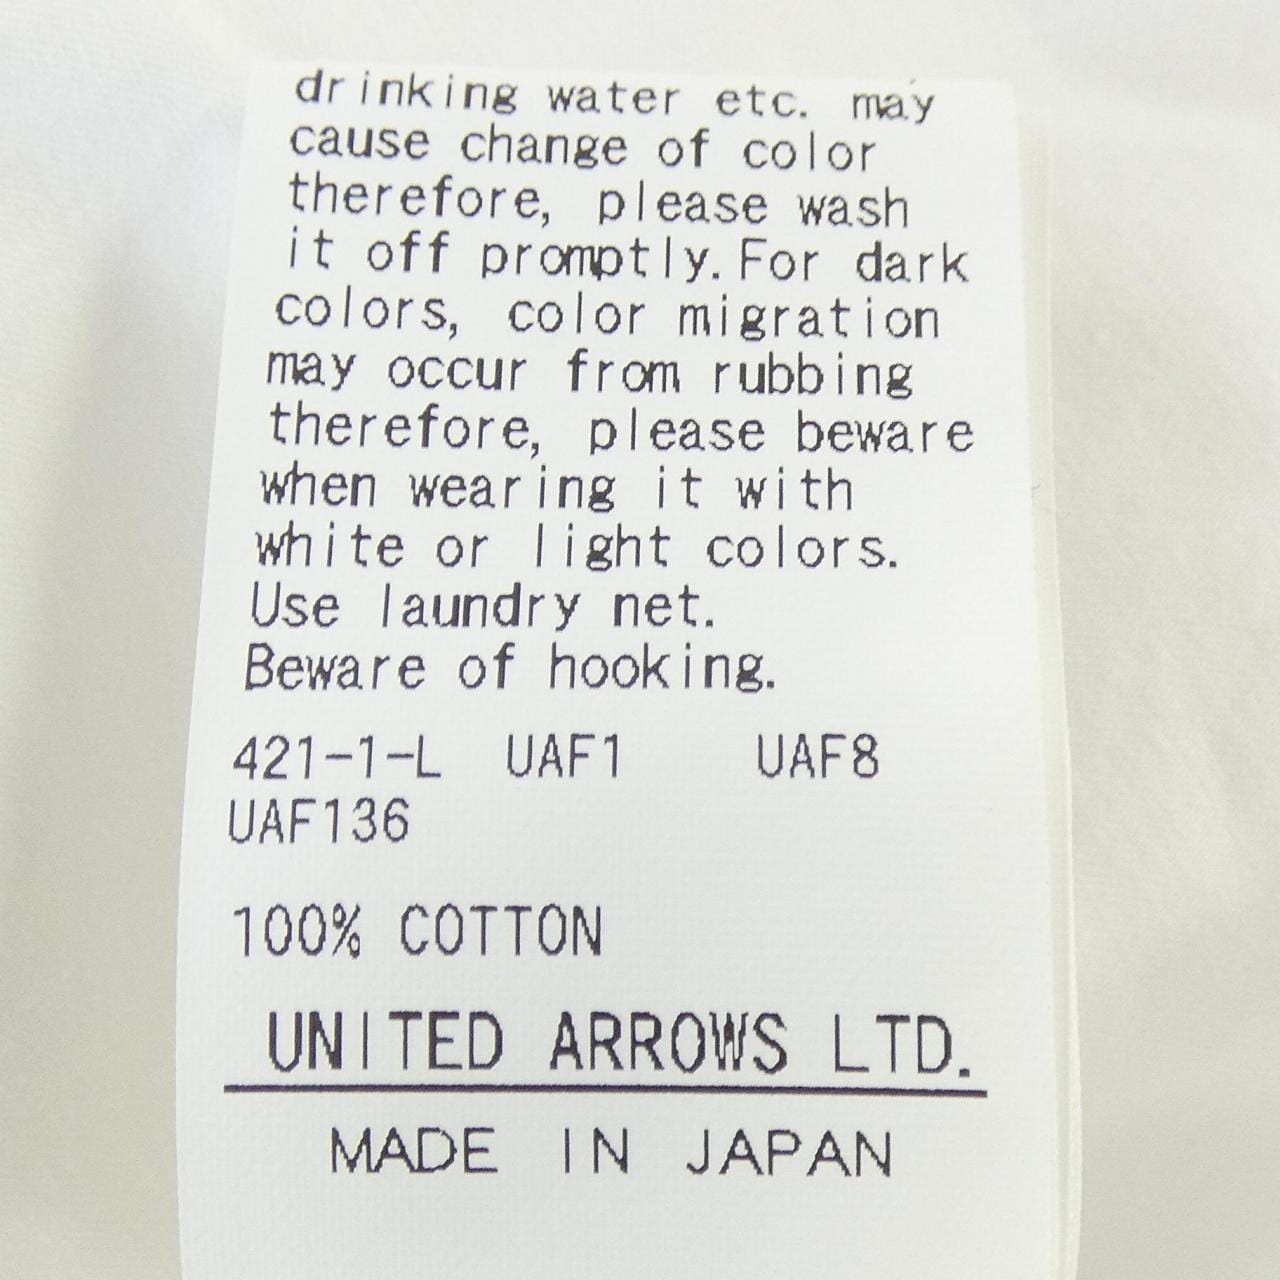 drinking water etc. may
cause change of color
therefore, please wash
it off promptly.For dark
colors, color migration
may occur from rubbing
therefore, please beware
when wearing it with
white or light colors.
Use laundry net.
Beware of hooking.
421-1-L UAF1 UAF8
UAF136
100% COTTON
UNITED ARROWS LTD.
MADE IN JAPAN